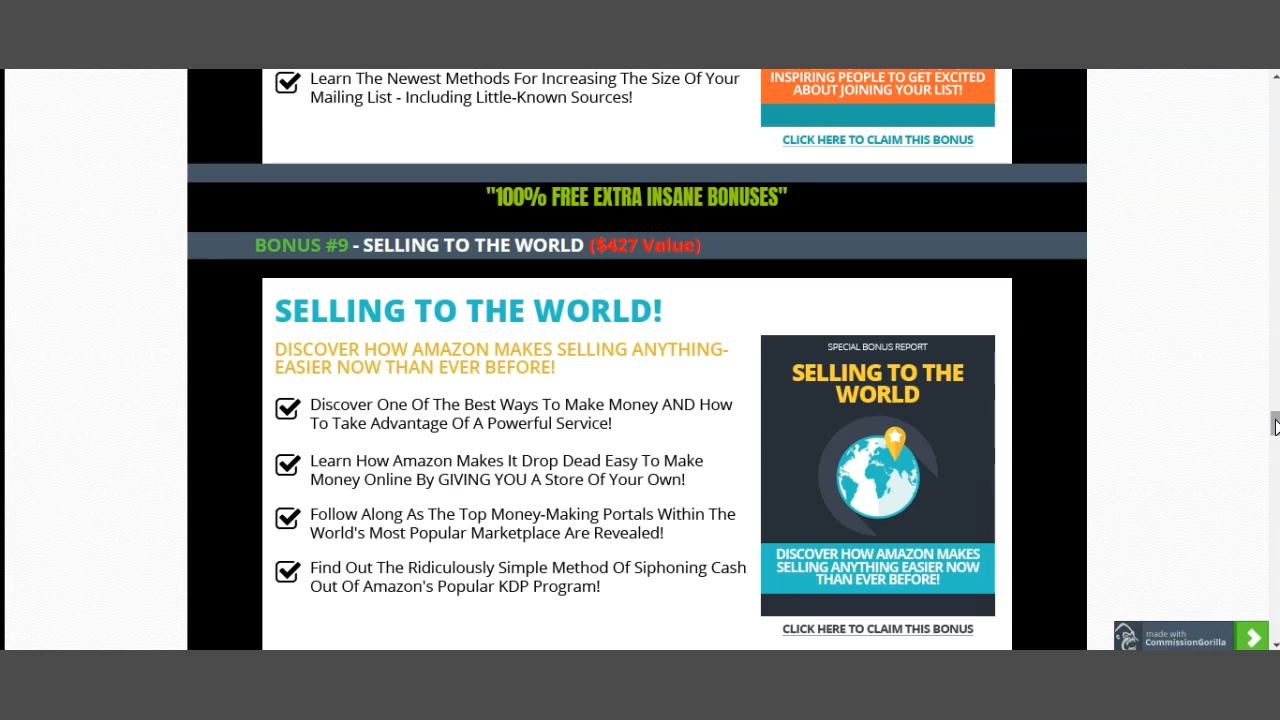 Learn The Newest Methods For Increasing The Size Of Your
Mailing List - Including Little-Known Sources!
INSPIRING PEOPLE TO GET EXCITED
ABOUT JOINING YOUR LIST!
CLICK HERE TO CLAIM THIS BONUS
"100% FREE EXTRA INSANE BONUSES"
BONUS #9 - SELLING TO THE WORLD ($427 Value)
SELLING TO THE WORLD!
DISCOVER HOW AMAZON MAKES SELLING ANYTHING-
EASIER NOW THAN EVER BEFORE!
Discover One Of The Best Ways To Make Money AND How
To Take Advantage Of A Powerful Service!
Learn How Amazon Makes It Drop Dead Easy To Make
Money Online By GIVING YOU A Store Of Your Own!
Follow Along As The Top Money-Making Portals Within The
World's Most Popular Marketplace Are Revealed!
Find Out The Ridiculously Simple Method Of Siphoning Cash
Out Of Amazon's Popular KDP Program!
SPECIAL BONUS REPORT
SELLING TO THE
WORLD
DISCOVER HOW AMAZON MAKES
SELLING ANYTHING EASIER NOW
THAN EVER BEFORE!
CLICK HERE TO CLAIM THIS BONUS
made with
CommissionGorilla